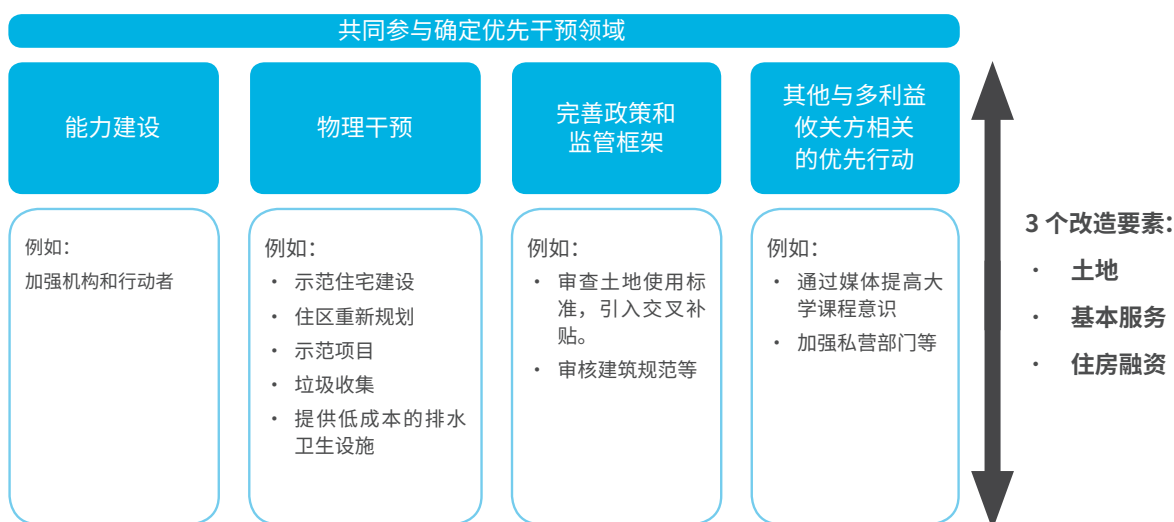 共同参与确定优先干预领域
能力建设
物理干预
完善政策和
监管框架
其他与多利益
攸关方相关
的优先行动
例如：
加强机构和行动者
例如：
• 示范住宅建设
• 住区重新规划
• 示范项目
• 垃圾收集
• 提供低成本的排水
卫生设施
例如：
• 审查土地使用标
准，引入交叉补
贴。
• 审核建筑规范等
例如：
• 通过媒体提高大
学课程意识
• 加强私营部门等
3 个改造要素：
· 土地
· 基本服务
· 住房融资